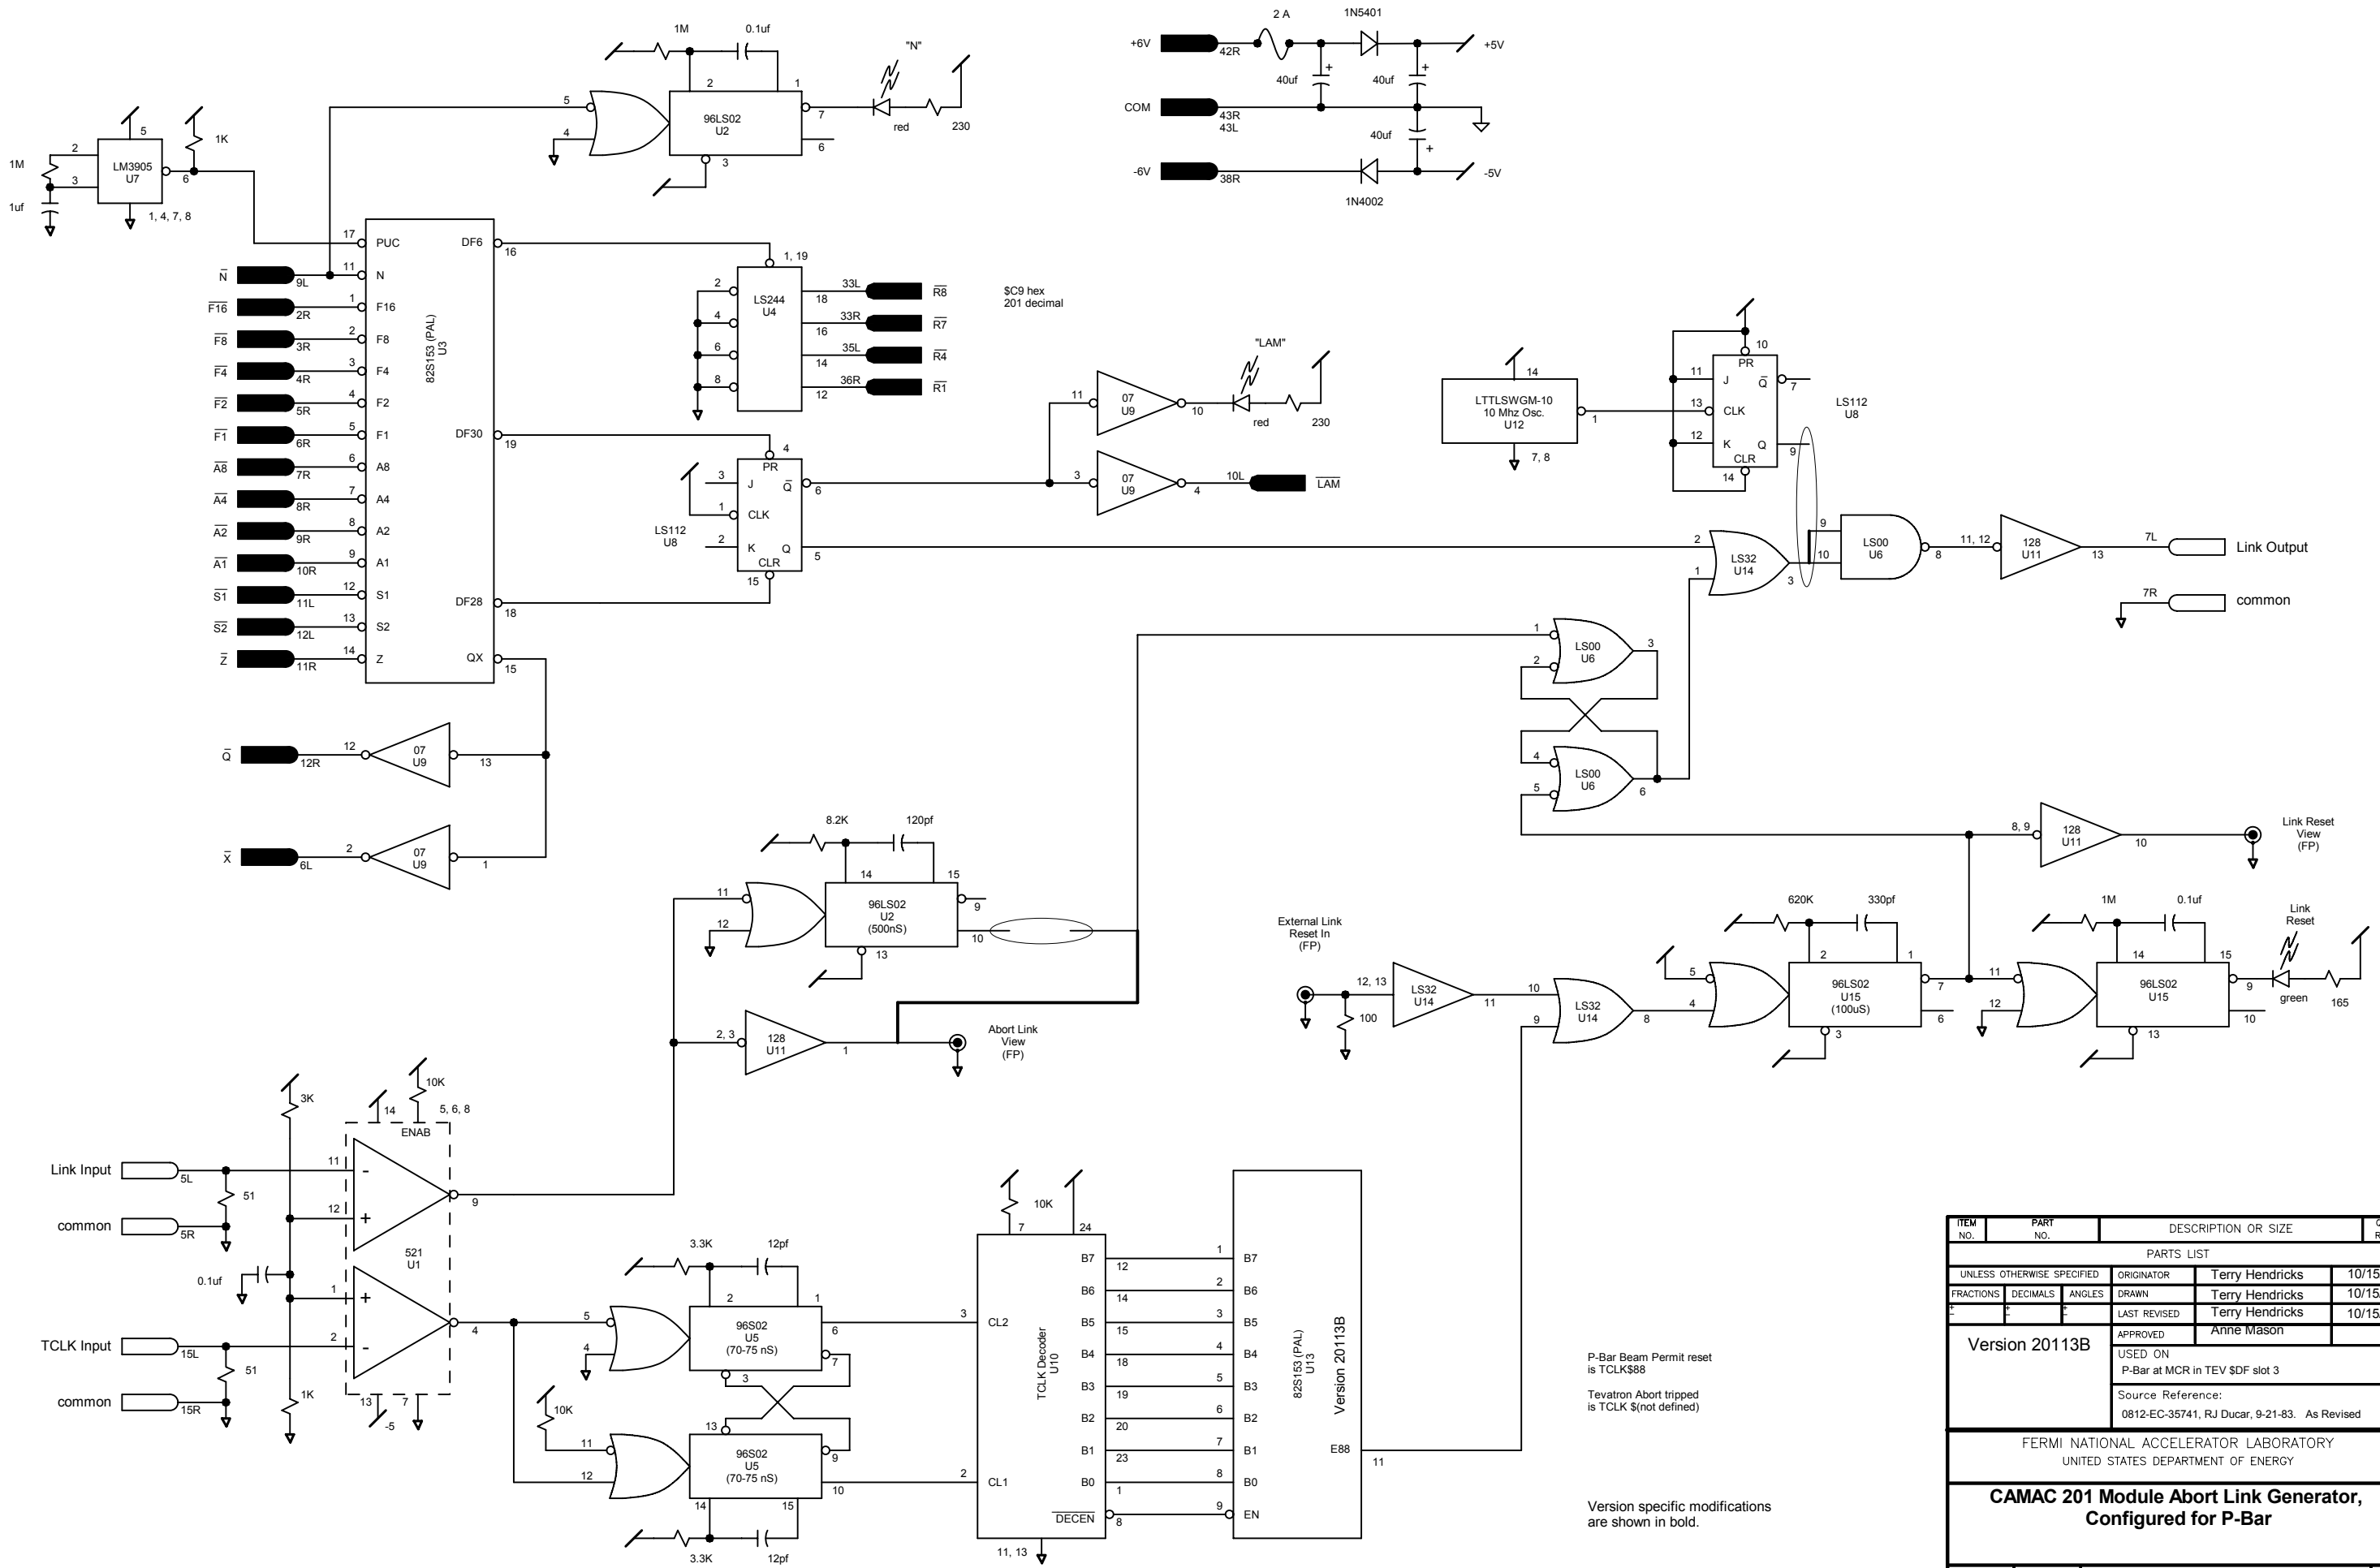 1M
0.1uf
"N"
2
1
5
4
96LS02
U2
7
6
3
red
230
2 A
1N5401
+6V
42R
+5V
40uf
+
40uf
+
COM
43R
43L
40uf
+
-6V
38R
-5V
1N4002
5
1K
2
1M
3
LM3905
U7
6
1uf
1, 4, 7, 8
82S153 (PAL)
U3
17
PUC
DF6
16
N
9L
11
N
F16
2R
1
F16
F8
3R
2
F8
F4
4R
3
F4
F2
5R
4
F2
F1
6R
5
F1
DF30
19
A8
7R
6
A8
A4
8R
7
A4
A2
9R
8
A2
A1
10R
9
A1
S1
11L
12
S1
DF28
18
S2
12L
13
S2
Z
11R
14
Z
QX
15
1, 19
LS244
U4
2
18
33L
R8
4
16
33R
R7
6
14
35L
R4
8
12
36R
R1
$C9 hex
201 decimal
4
PR
3
J
Q
6
1
CLK
LS112
U8
2
K
Q
5
CLR
15
"LAM"
11
07
U9
10
red
230
3
07
U9
4
10L
LAM
14
LTTLSWGM-10
10 Mhz Osc.
U12
1
7, 8
10
PR
11
J
Q
7
13
CLK
LS112
U8
12
K
Q
9
CLR
14
2
1
LS32
U14
3
9
10
LS00
U6
8
11, 12
128
U11
13
7L
Link Output
7R
common
1
2
LS00
U6
3
4
5
LS00
U6
6
Q
12R
12
07
U9
13
X
6L
2
07
U9
1
8.2K
120pf
14
15
11
12
96LS02
U2
(500nS)
9
10
13
2, 3
128
U11
1
Abort Link
View
(FP)
8, 9
128
U11
10
Link Reset
View
(FP)
External Link
Reset In
(FP)
12, 13
100
LS32
U14
11
10
9
LS32
U14
8
620K
330pf
2
1
5
4
96LS02
U15
(100uS)
7
6
3
1M
0.1uf
14
15
11
12
96LS02
U15
9
10
13
Link
Reset
green
165
3K
10K
14
5, 6, 8
ENAB
Link Input
5L
51
11
-
12
+
9
common
5R
521
U1
0.1uf
1
+
2
-
4
TCLK Input
15L
51
common
15R
1K
13
-5
7
3.3K
12pf
2
1
5
4
96S02
U5
(70-75 nS)
6
7
3
10K
13
11
12
96S02
U5
(70-75 nS)
9
10
14
15
3.3K
12pf
10K
7
24
TCLK Decoder
U10
3
CL2
2
CL1
B7
12
B6
14
B5
15
B4
18
B3
19
B2
20
B1
23
B0
1
DECEN
8
11, 13
82S153 (PAL)
U13
Version 20113B
1
B7
2
B6
3
B5
4
B4
5
B3
6
B2
7
B1
8
B0
9
EN
E88
11
P-Bar Beam Permit reset
is TCLK$88
Tevatron Abort tripped
is TCLK $(not defined)
Version specific modifications
are shown in bold.
ITEM
NO.
PART
NO.
DESCRIPTION OR SIZE
PARTS LIST
UNLESS OTHERWISE SPECIFIED
ORIGINATOR
Terry Hendricks
10/15
FRACTIONS
DECIMALS
ANGLES
DRAWN
Terry Hendricks
10/15
LAST REVISED
Terry Hendricks
10/15
APPROVED
Anne Mason
Version 20113B
USED ON
P-Bar at MCR in TEV $DF slot 3
Source Reference:
0812-EC-35741, RJ Ducar, 9-21-83. As Revised
FERMI NATIONAL ACCELERATOR LABORATORY
UNITED STATES DEPARTMENT OF ENERGY
CAMAC 201 Module Abort Link Generator,
Configured for P-Bar